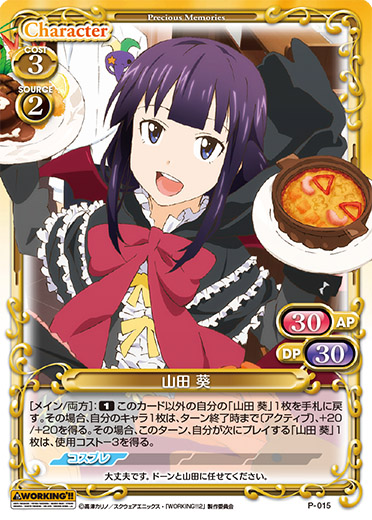 Precious Memories
Character
COST
3
SOURCE
2
30 AP
DP 30
山田 葵
[メイン/両方]：1 このカード以外の自分の「山田 葵」1枚を手札に戻
す。その場合、自分のキャラ1枚は、ターン終了時まで〔アクティブ〕、+20
/+20を得る。その場合、このターン、自分が次にプレイする「山田 葵」1
枚は、使用コスト－3を得る。
コスプレ
大丈夫です。ドーンと山田に任せてください。
WORKING'!!
P-015
©高津カリノ／スクウェアエニックス・「WORKING'!!2」製作委員会